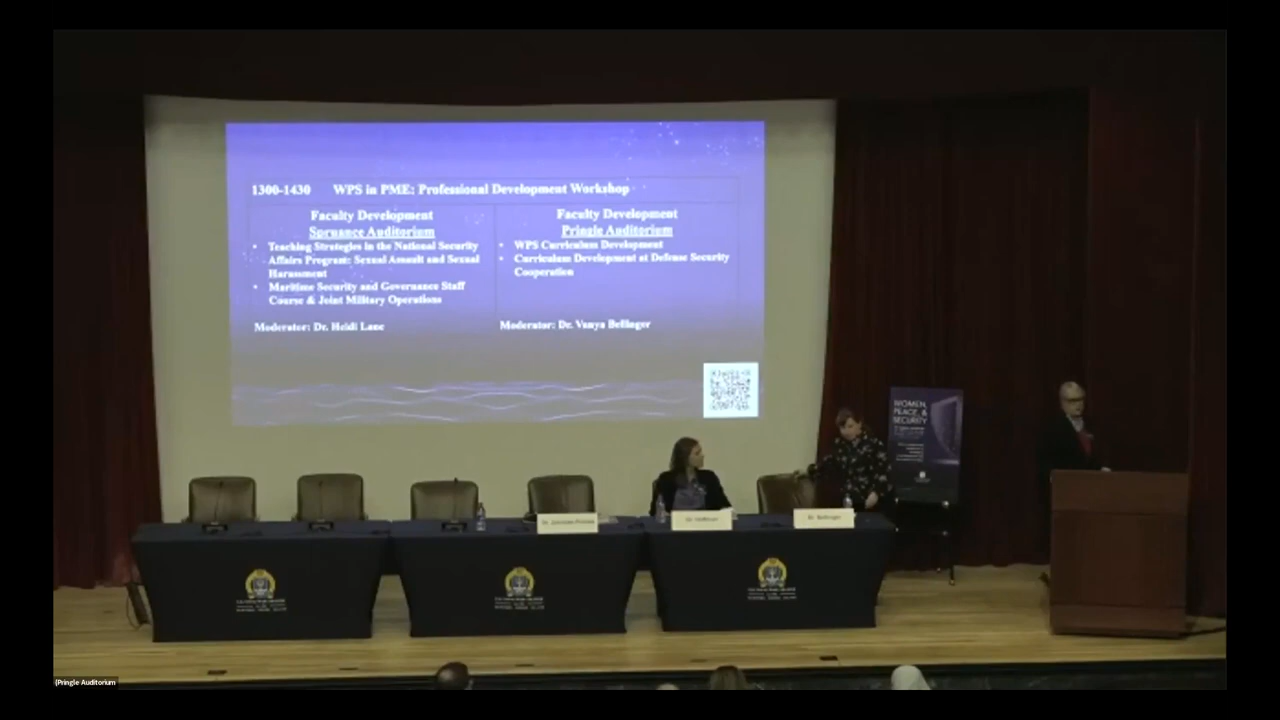 1300-1430 WPS in PME: Professional Development Workshop
Faculty Development
Spruance Auditorium
• Teaching Strategies in the National Security
Affairs Program: Sexual Assault and Sexual
Harassment
• Maritime Security and Governance Staff
Course & Joint Military Operations
Moderator: Dr. Heidi Lane
Faculty Development
Pringle Auditorium
• WPS Curriculum Development
• Curriculum Development at Defense Security
Cooperation
Moderator: Dr. Vanya Bellinger
WOMEN,
PEACE, &
SECURITY
Dr. Bellinger
(Pringle Auditorium